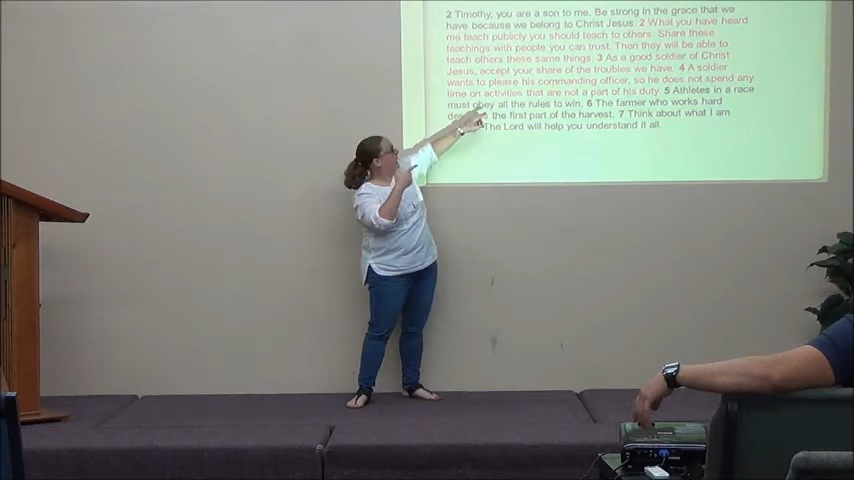 2 Timothy, you are a son to me. Be strong in the grace that we
have because we belong to Christ Jesus. 2 What you have heard
me teach publicly you should teach to others. Share these
teachings with people you can trust. Then they will be able to
teach others these same things. 3 As a good soldier of Christ
Jesus, accept your share of the troubles we have. 4 A soldier
wants to please his commanding officer, so he does not spend any
time on activities that are not a part of his duty. 5 Athletes in a race
must obey all the rules to win. 6 The farmer who works hard
the first part of the harvest. 7 Think about what I am
The Lord will help you understand it all.